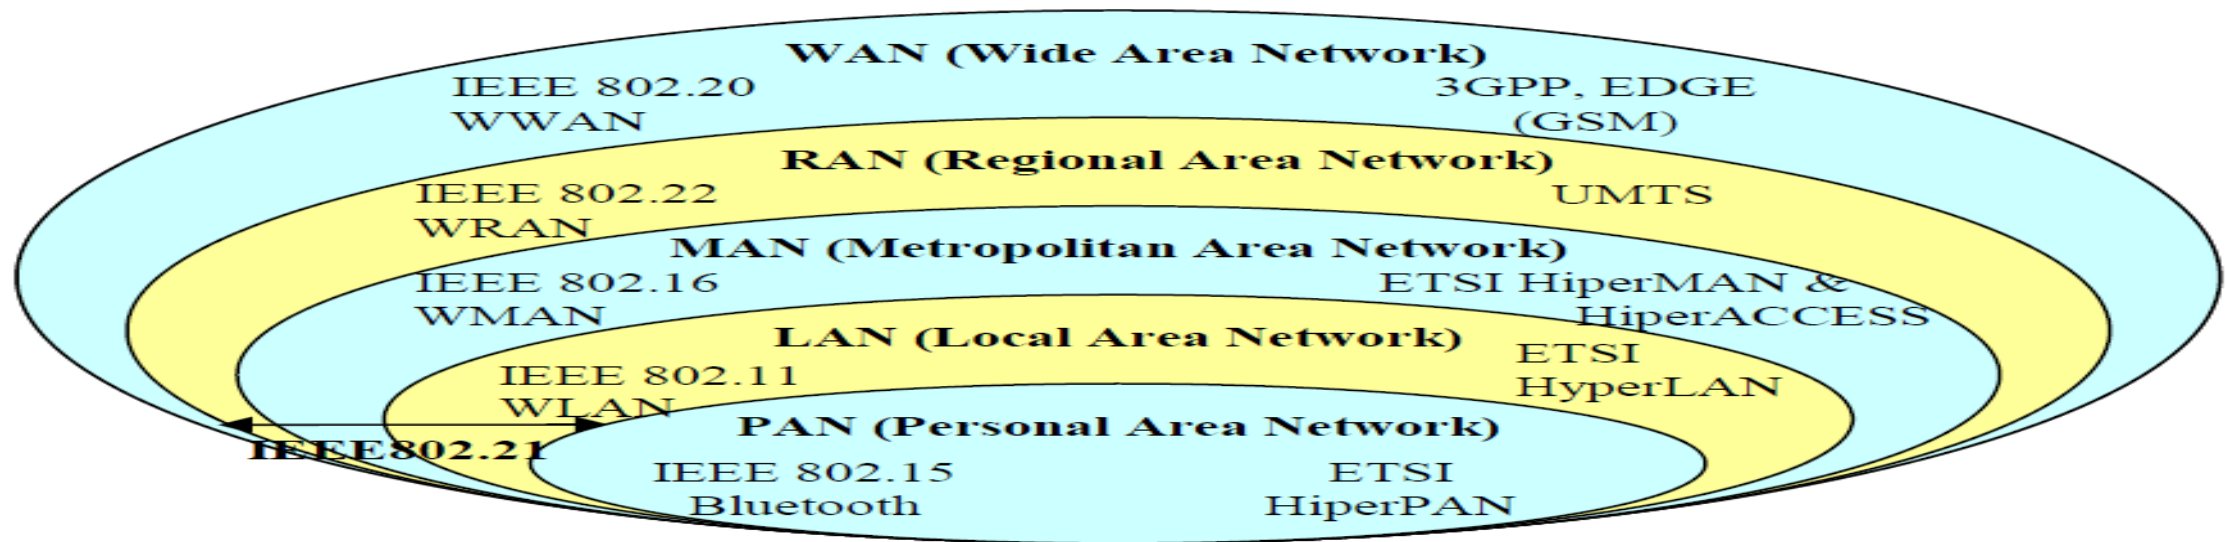 WAN (Wide Area Network)
IEEE 802.20
WWAN
3GPP, EDGE
(GSM)
RAN (Regional Area Network)
IEEE 802.22
WRAN
UMTS
MAN (Metropolitan Area Network)
IEEE 802.16
WMAN
ETSI HiperMAN &
HiperACCESS
LAN (Local Area Network)
IEEE 802.11
WLAN
ETSI
HyperLAN
IEEE802.21
PAN (Personal Area Network)
IEEE 802.15
Bluetooth
ETSI
HiperPAN